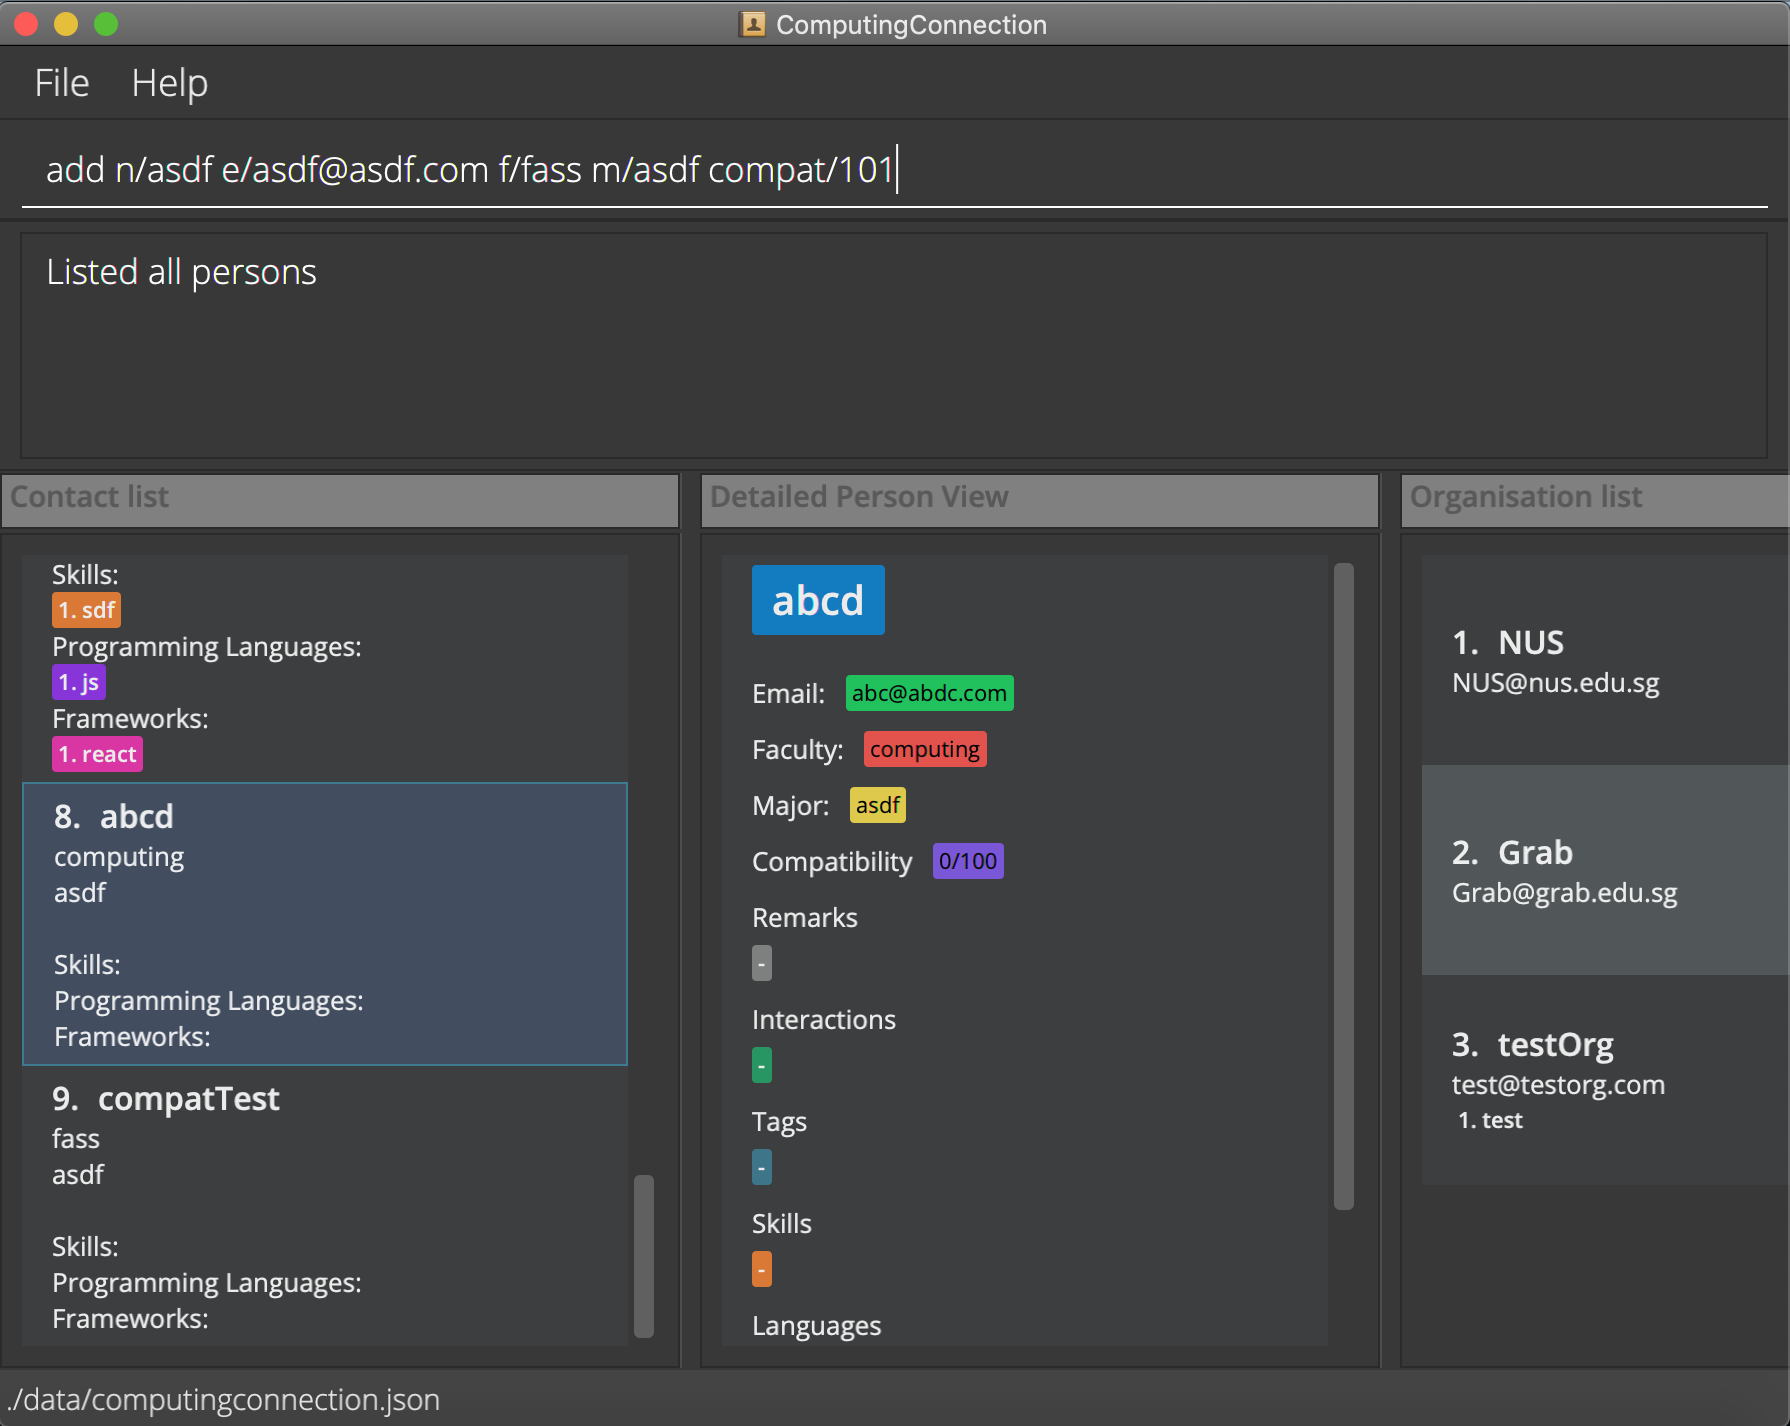 ComputingConnection
File Help
add n/asdf e/asdf@asdf.com f/fass m/asdf compat/101
Listed all persons
Contact list
Skills:
1. sdf
Programming Languages:
1. js
Frameworks:
1. react
8. abcd
computing
asdf
Skills:
Programming Languages:
Frameworks:
9. compatTest
fass
asdf
Skills:
Programming Languages:
Frameworks:
Detailed Person View
abcd
Email: abc@abdc.com
Faculty: computing
Major: asdf
Compatibility 0/100
Remarks
-
Interactions
-
Tags
-
Skills
-
Languages
Organisation list
1. NUS
NUS@nus.edu.sg
2. Grab
Grab@grab.edu.sg
3. testOrg
test@testorg.com
1. test
./data/computingconnection.json